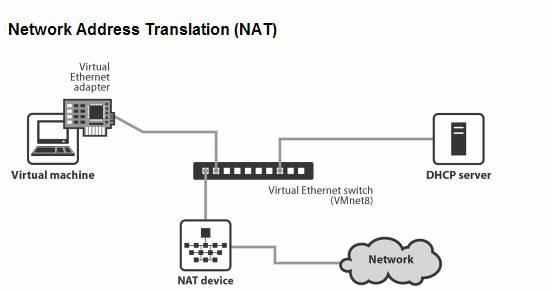 Network Address Translation (NAT)
Virtual
Ethernet
adapter
Virtual machine
DHCP server
Virtual Ethernet switch
(VMnet8)
NAT device
Network